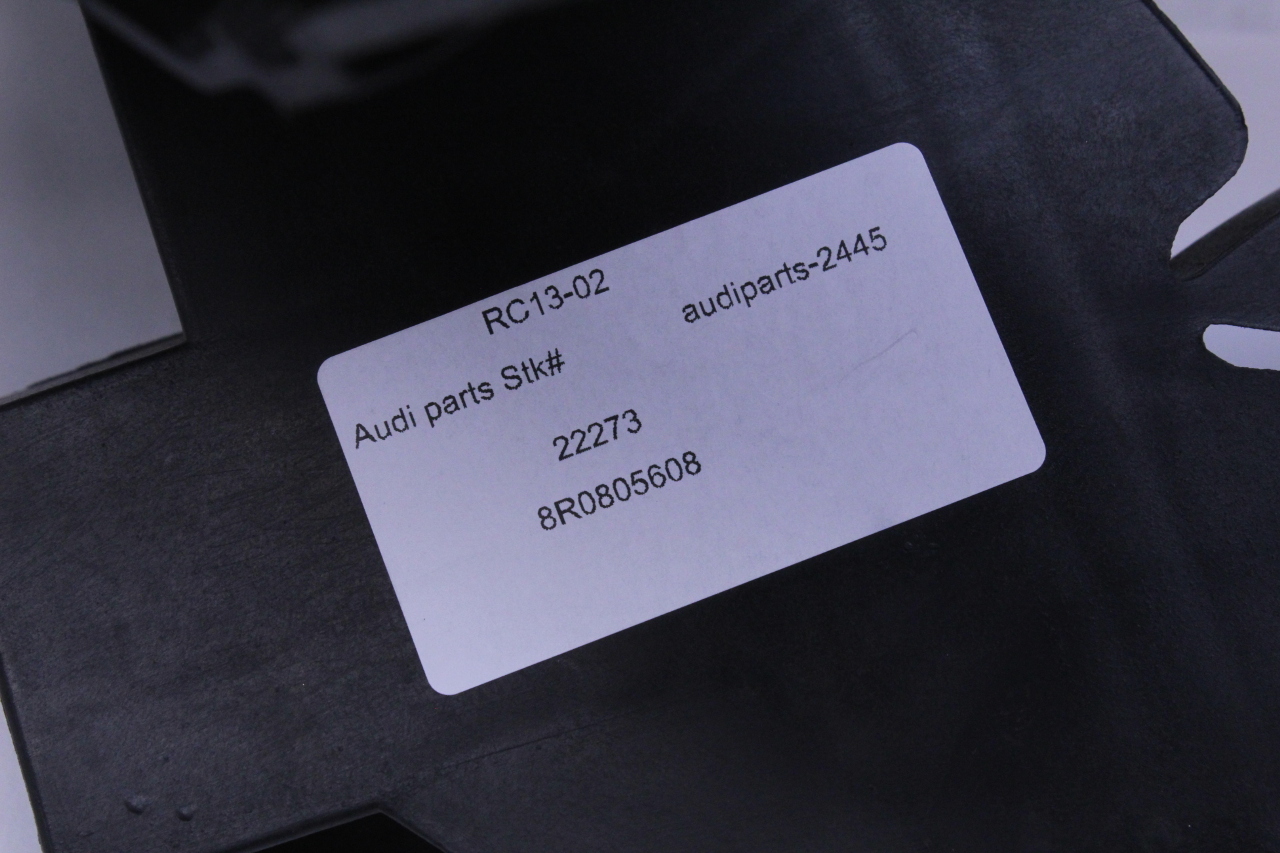 RC13-02
audiparts-2445
Audi parts Stk#
22273
8R0805608